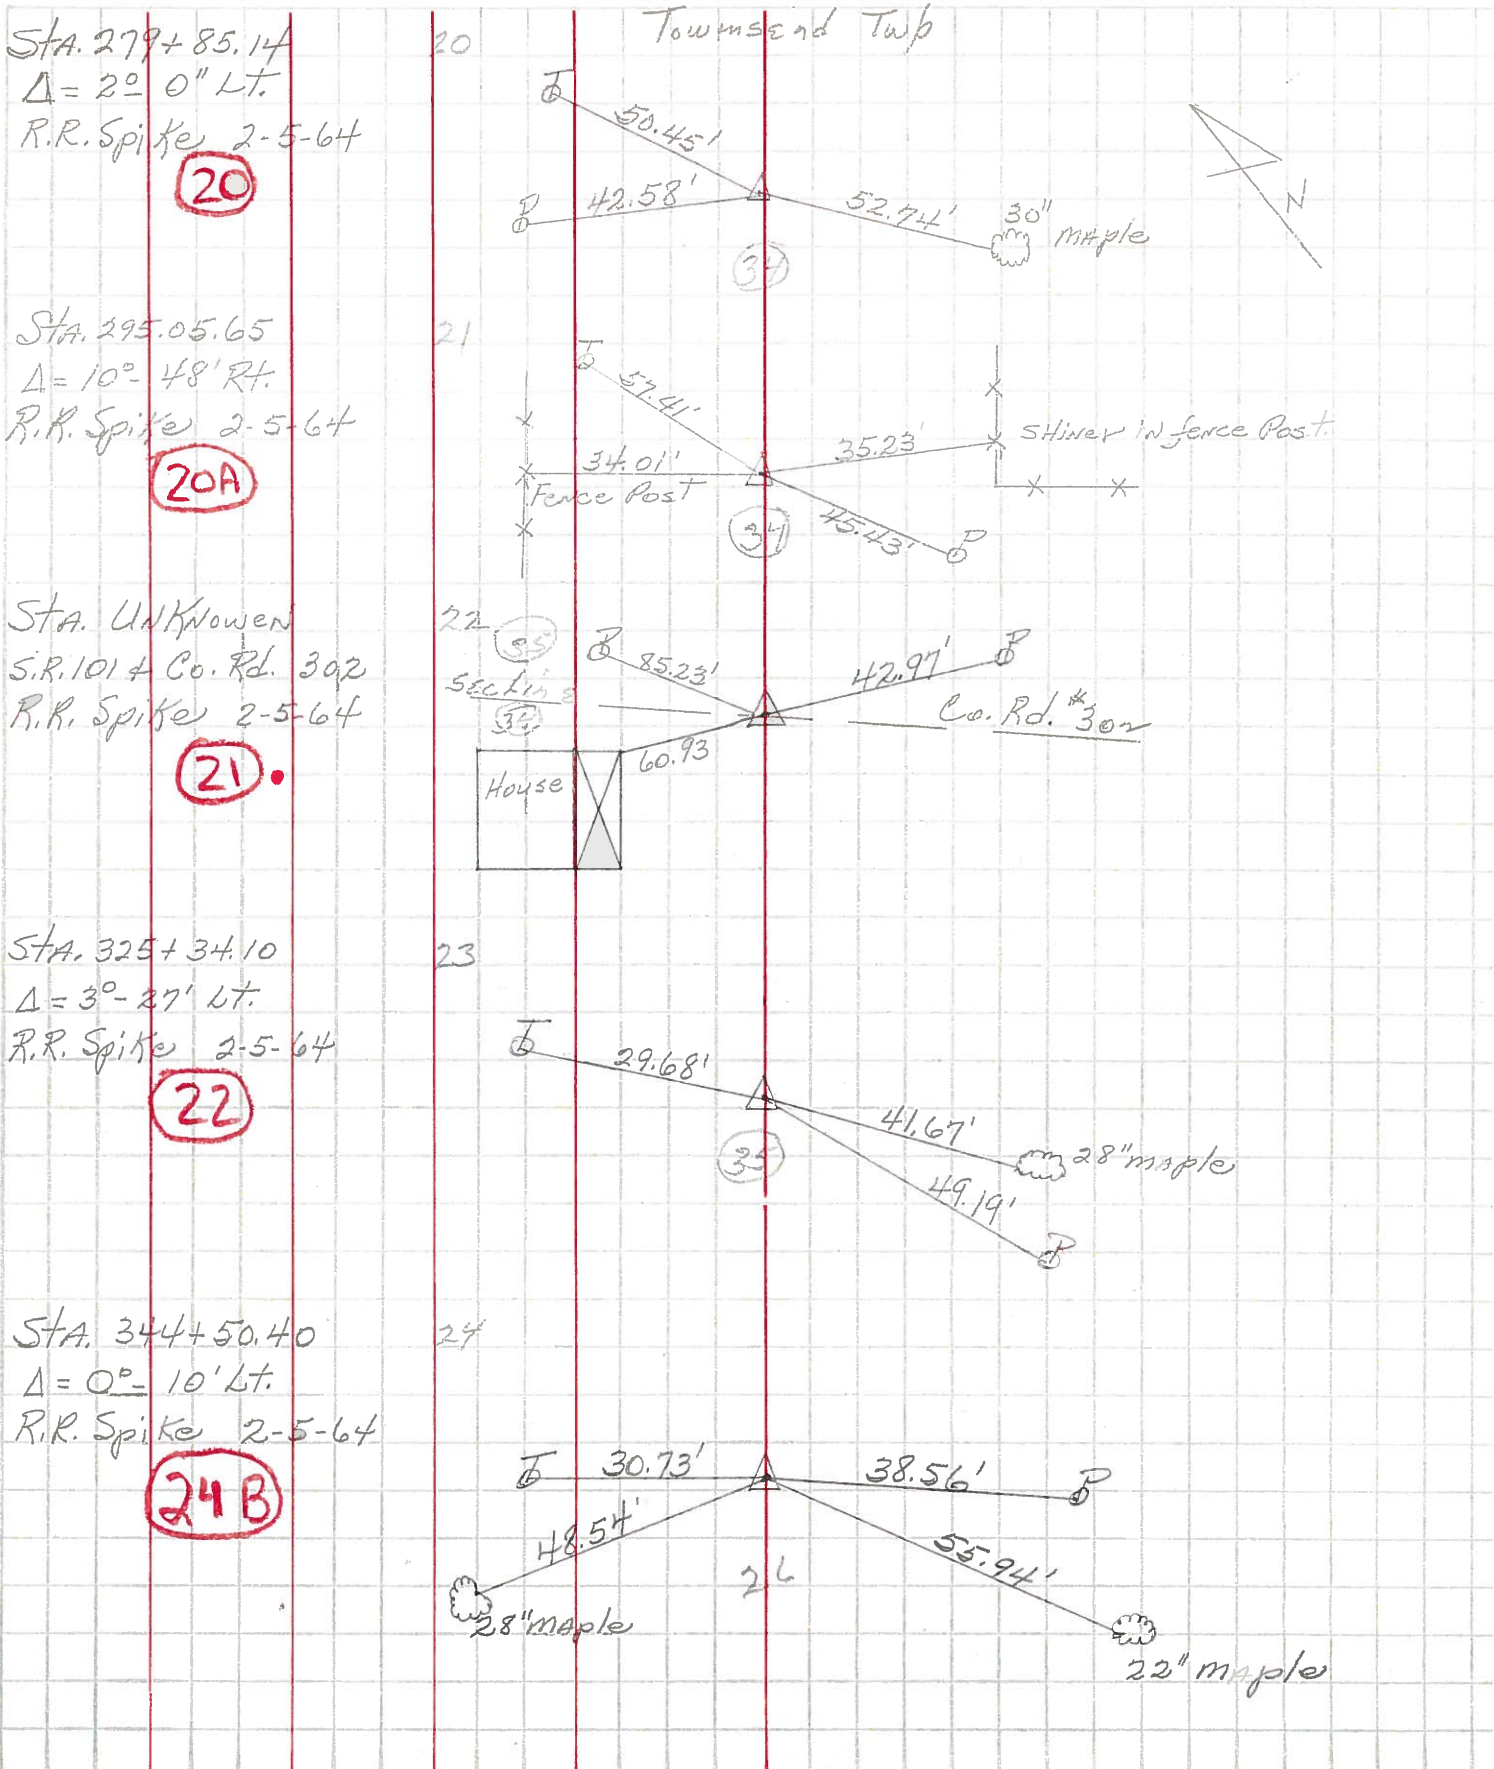 Townsend Twp
StA. 279+85.14
Δ = 2° 0" Lt.
R.R. Spike 2-5-64
20
20
T
50.45'
P
42.58'
52.74'
30"
mAple
34
N
StA. 295.05.65
Δ = 10°- 48' Rt.
R.R. Spike 2-5-64
20A
21
T
57.41'
34.01'
Fence Post
35.23'
SHiner in fence Post.
45.43'
P
34
StA. UNKNowen
S.R. 101 & Co. Rd. 302
R.R. Spike 2-5-64
21
22
35
P
85.23'
42.97'
P
Sec Line
34
Co. Rd. #302
60.93
House
StA. 325+34.10
Δ = 3°- 27' Lt.
R.R. Spike 2-5-64
22
23
T
29.68'
41.67'
28" mAple
35
49.19'
P
StA. 344+50.40
Δ = 0°- 10' Lt.
R.R. Spike 2-5-64
24B
24
T
30.73'
38.56'
P
48.54'
55.94'
26
28" mAple
22" mAple